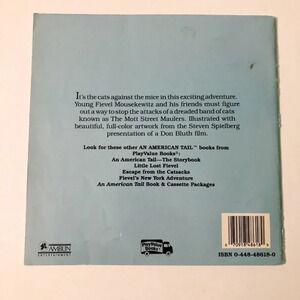 It's the cats against the mice in this exciting adventure.
Young Fievel Mousekewitz and his friends must figure
out a way to stop the attacks of a dreaded band of cats
known as The Mott Street Maulers. Illustrated with
beautiful, full-color artwork from the Steven Spielberg
presentation of a Don Bluth film.
Look for these other AN AMERICAN TAIL™ books from
PlayValue Books®:
An American Tail—The Storybook
Little Lost Fievel
Escape from the Catsacks
Fievel's New York Adventure
An American Tail Book & Cassette Packages
AMBLIN
ENTERTAINMENT
ISBN 0-448-48618-0